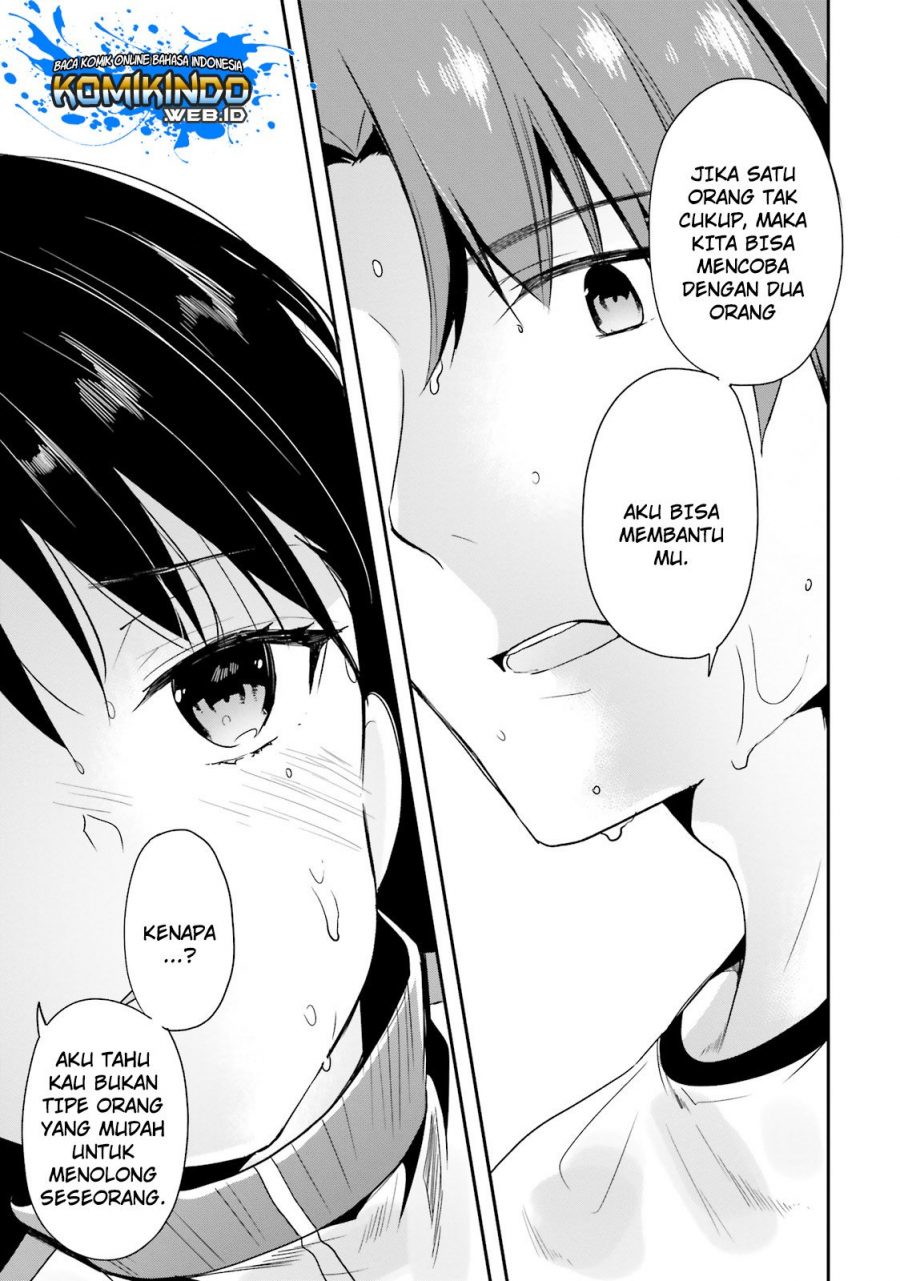 BACA KOMIK ONLINE BAHASA INDONESIA
KOMIKINDO
WEB.ID
JIKA SATU
ORANG TAK
CUKUP, MAKA
KITA BISA
MENCOBA
DENGAN DUA
ORANG
AKU BISA
MEMBANTU
MU.
KENAPA
...?
AKU TAHU
KAU BUKAN
TIPE ORANG
YANG MUDAH
UNTUK
MENOLONG
SESEORANG.